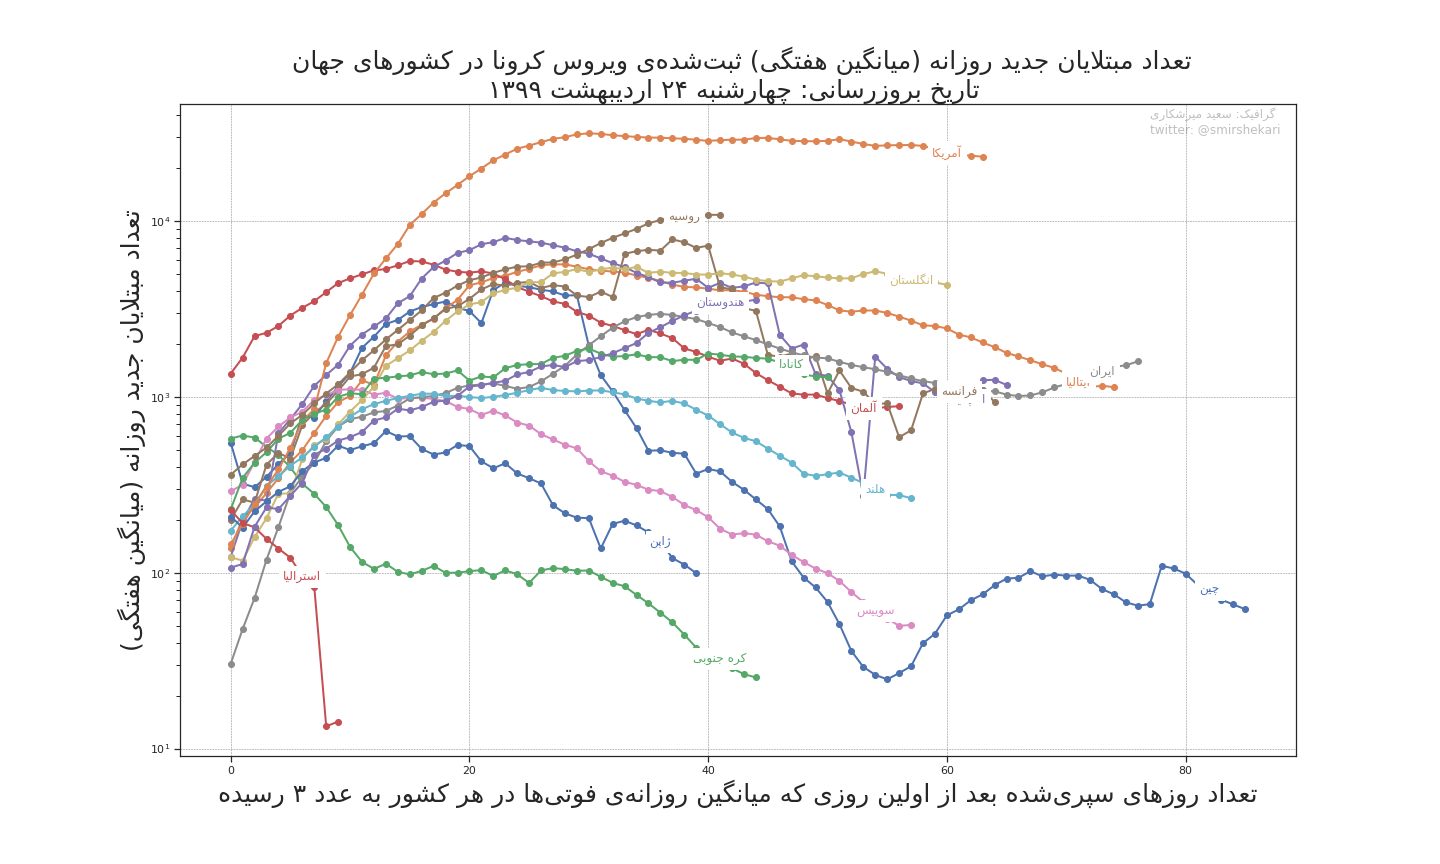 تعداد مبتلایان جدید روزانه (میانگین هفتگی) ثبت‌شده‌ی ویروس کرونا در کشورهای جهان
تاریخ بروزرسانی: چهارشنبه ۲۴ اردیبهشت ۱۳۹۹
گرافیک: سعید میرشکاری
twitter: @smirshekari
تعداد مبتلایان جدید روزانه (میانگین هفتگی)
10⁴
10³
10²
10¹
آمریکا
روسیه
انگلستان
هندوستان
کانادا
ایران
ایتالیا
فرانسه
آلمان
هلند
ژاپن
استرالیا
سوییس
چین
کره جنوبی
0
20
40
60
80
تعداد روزهای سپری‌شده بعد از اولین روزی که میانگین روزانه‌ی فوتی‌ها در هر کشور به عدد ۳ رسیده